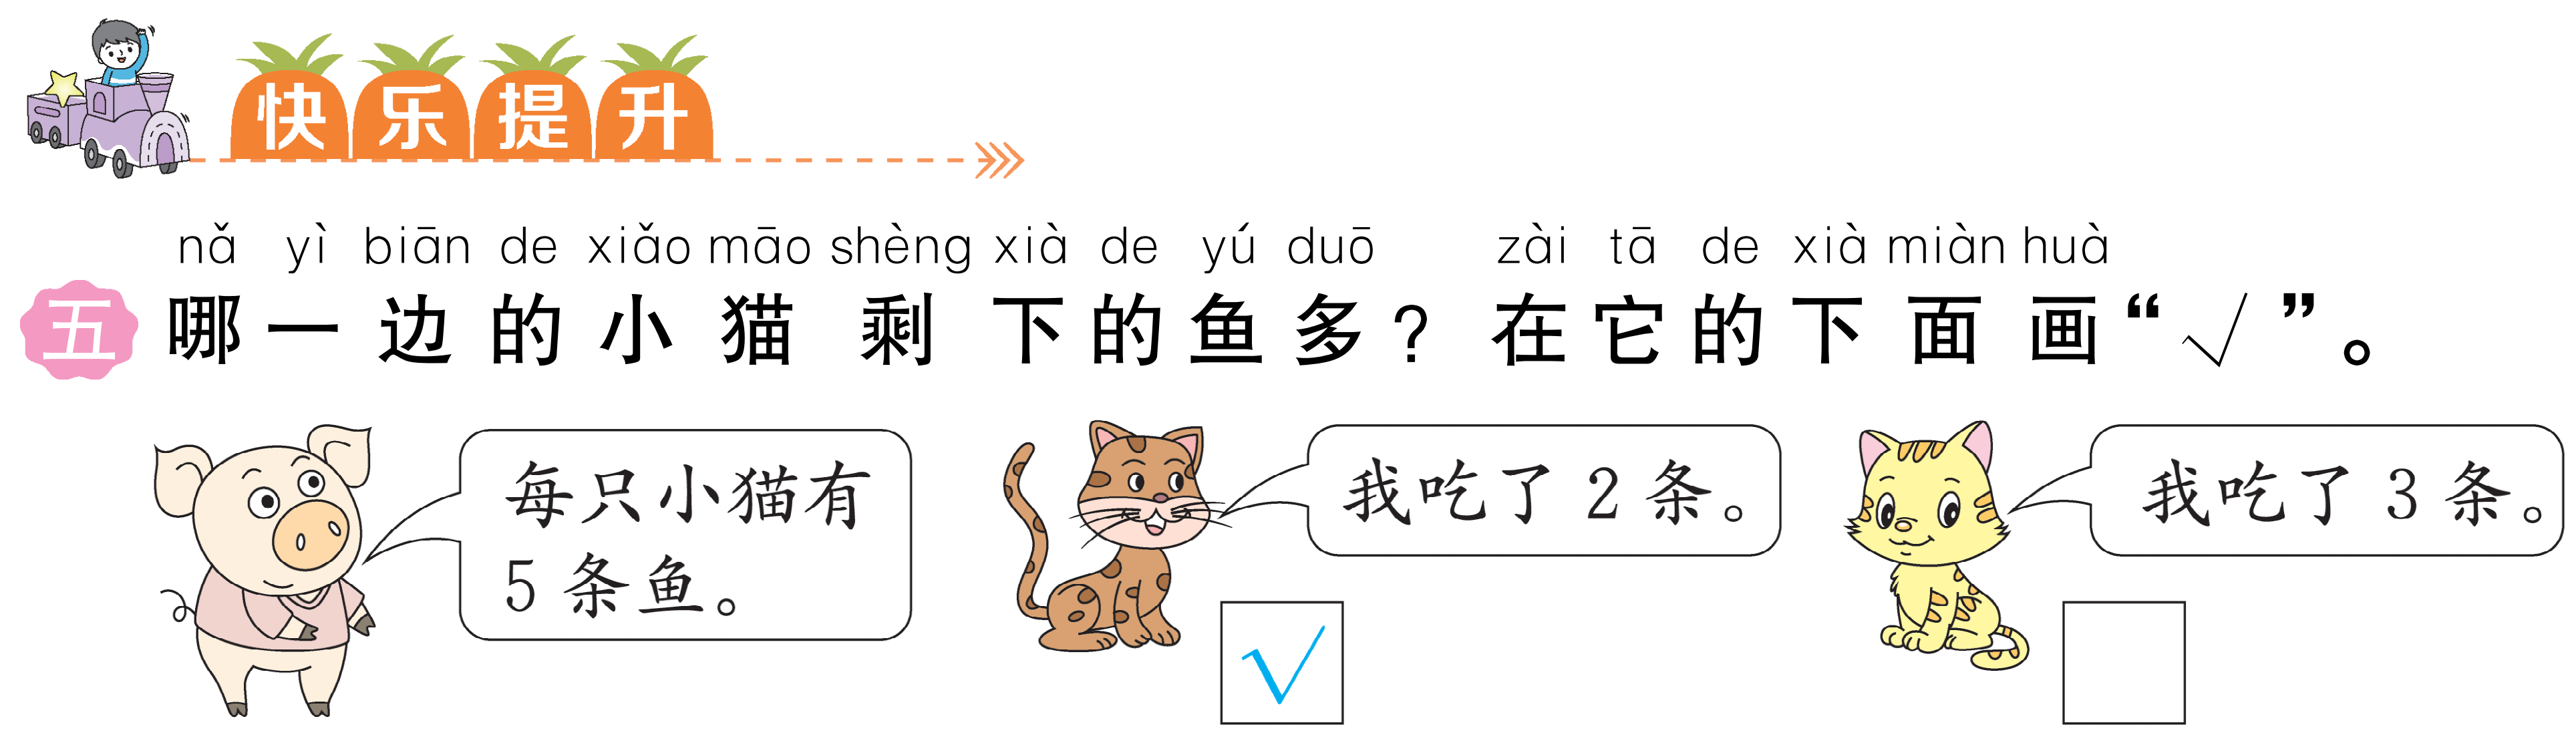 快乐提升
nǎ yì biān de xiǎo māo shèng xià de yú duō zài tā de xià miàn huà
五 哪一边的小猫剩下的鱼多？在它的下面画“√”。
每只小猫有
5条鱼。
我吃了2条。
我吃了3条。
√